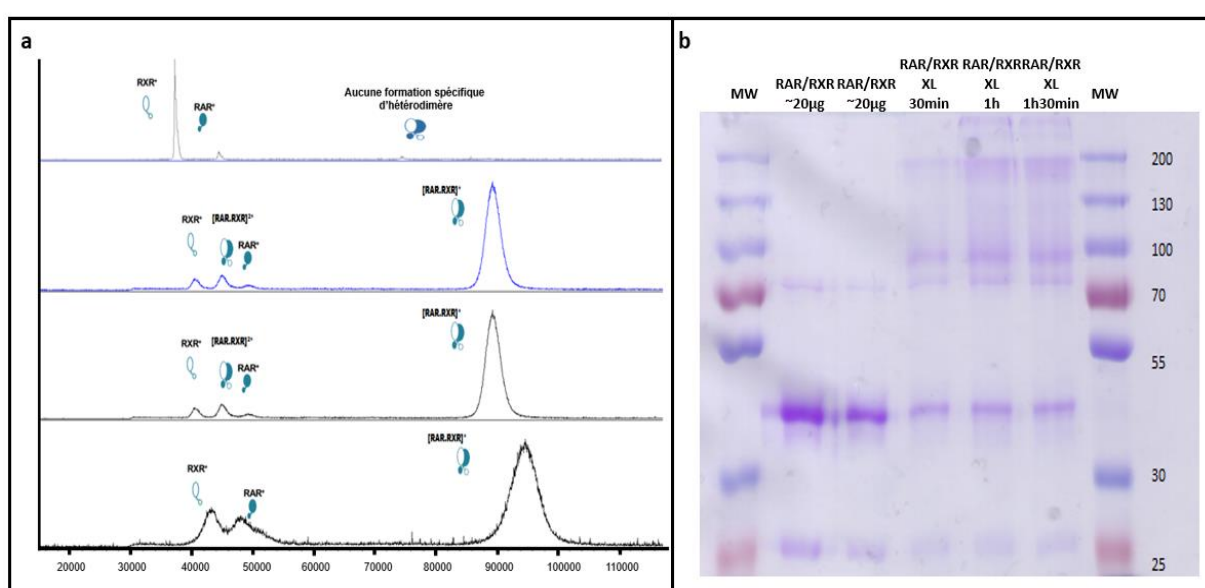 a
RXR⁺
RAR⁺
Aucune formation spécifique
d'hétérodimère
[RAR.RXR]⁺
RXR⁺
[RAR.RXR]²⁺
RAR⁺
[RAR.RXR]⁺
RXR⁺
[RAR.RXR]²⁺
RAR⁺
[RAR.RXR]⁺
RXR⁺
RAR⁺
20000 30000 40000 50000 60000 70000 80000 90000 100000 110000
b
MW
RAR/RXR
~20µg
RAR/RXR
~20µg
RAR/RXR
XL
30min
RAR/RXR
XL
1h
RAR/RXR
XL
1h30min
MW
200
130
100
70
55
30
25